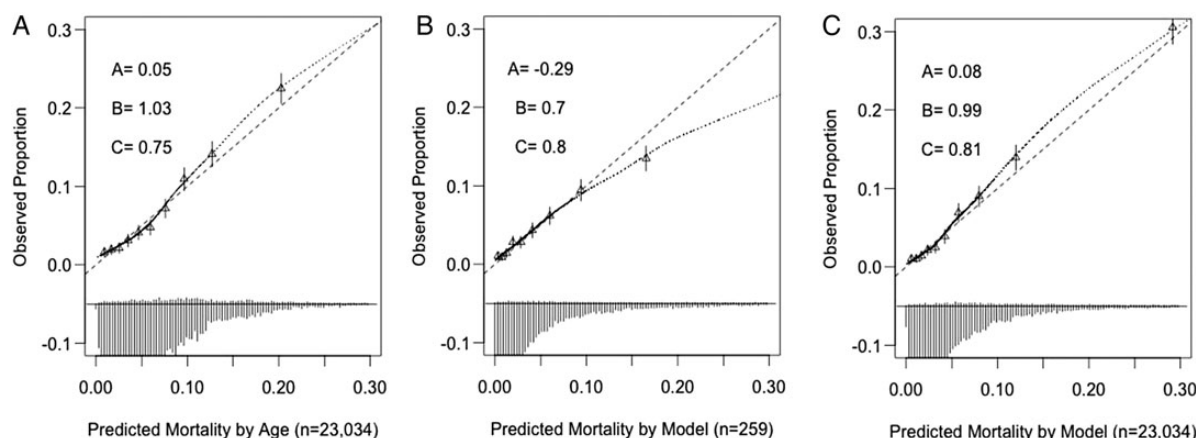 A
0.3
0.2
0.1
0.0
-0.1
Observed Proportion
A= 0.05
B= 1.03
C= 0.75
0.00
0.10
0.20
0.30
Predicted Mortality by Age (n=23,034)
B
0.3
0.2
0.1
0.0
-0.1
Observed Proportion
A= -0.29
B= 0.7
C= 0.8
0.00
0.10
0.20
0.30
Predicted Mortality by Model (n=259)
C
0.3
0.2
0.1
0.0
-0.1
Observed Proportion
A= 0.08
B= 0.99
C= 0.81
0.00
0.10
0.20
0.30
Predicted Mortality by Model (n=23.034)